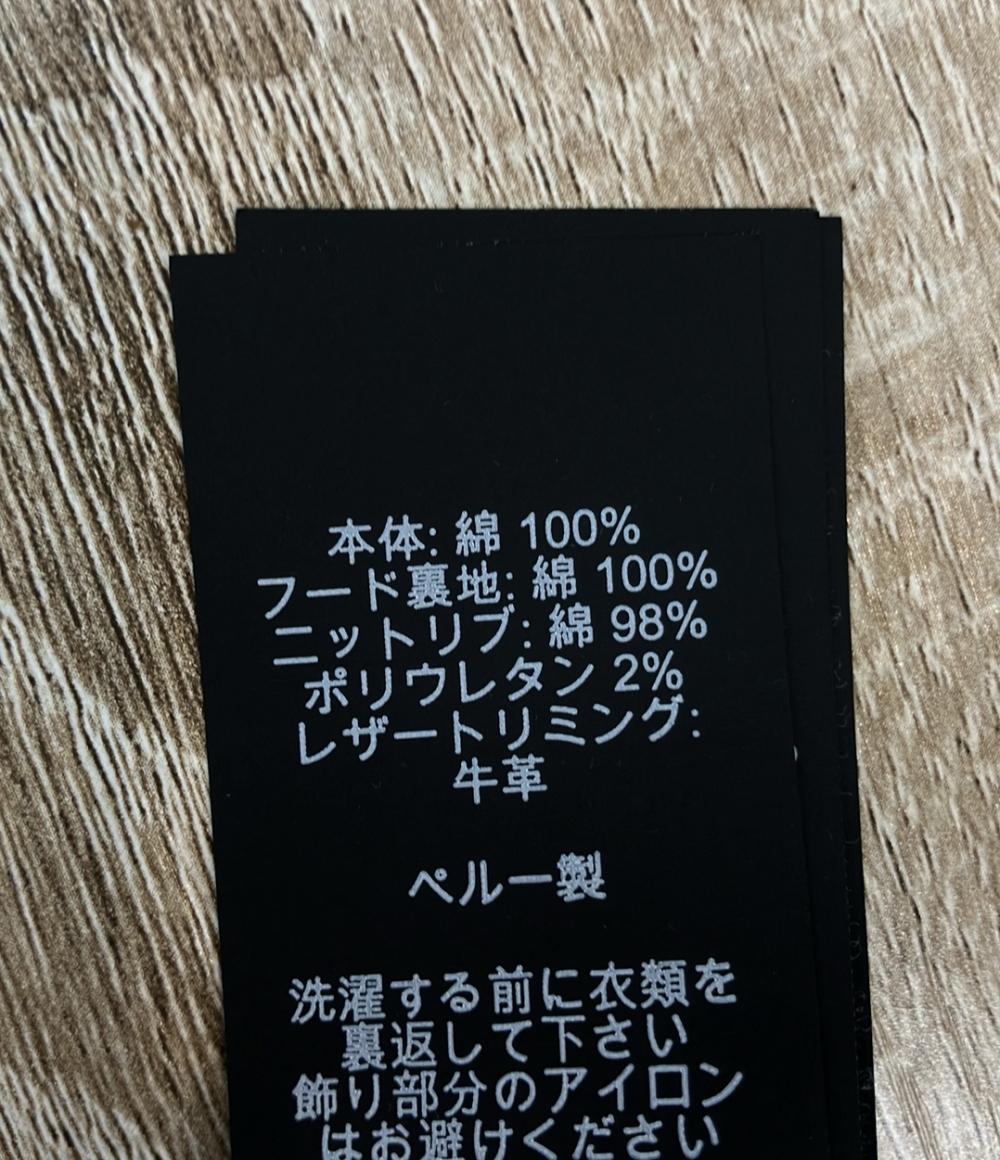 本体: 綿 100%
フード裏地: 綿 100%
ニットリブ: 綿 98%
ポリウレタン 2%
レザートリミング:
牛革
ペルー製
洗濯する前に衣類を
裏返して下さい
飾り部分のアイロン
はお避けください